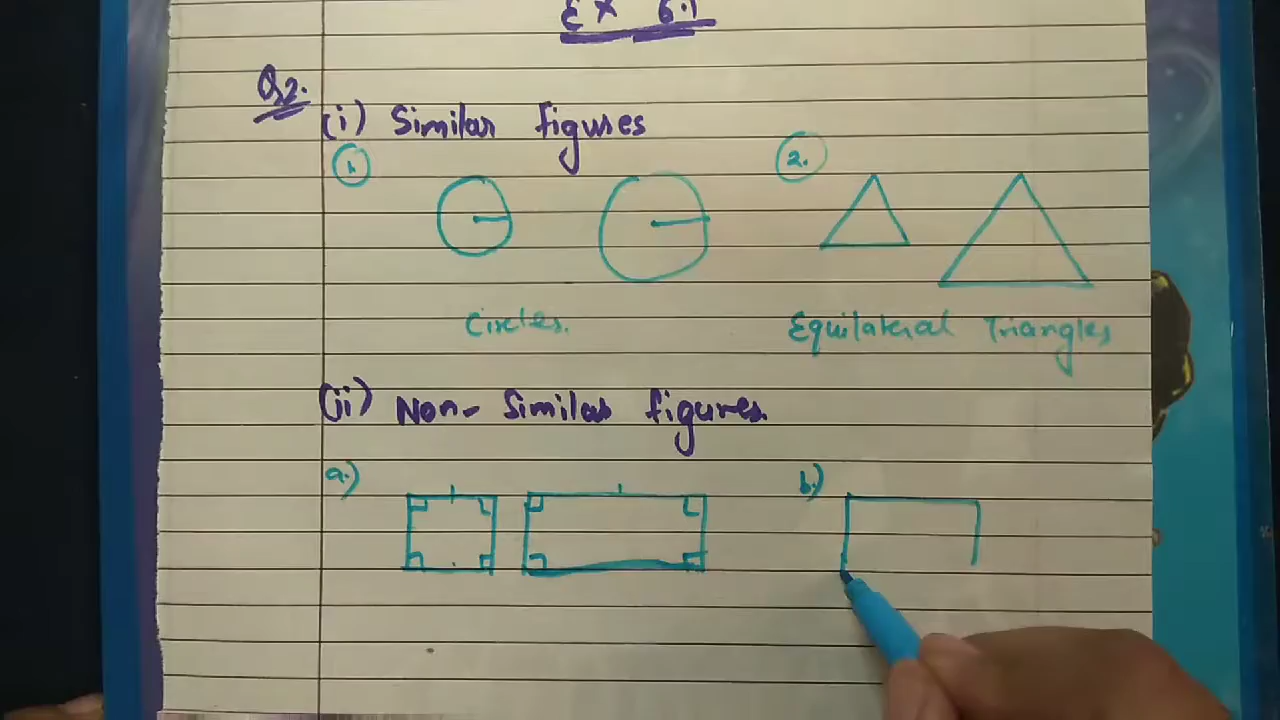 Ex 6.1
Q2.
(i) Similar figures
1. 2.
Circles. Equilateral Triangles
(ii) Non-Similar figures.
a.) b.)